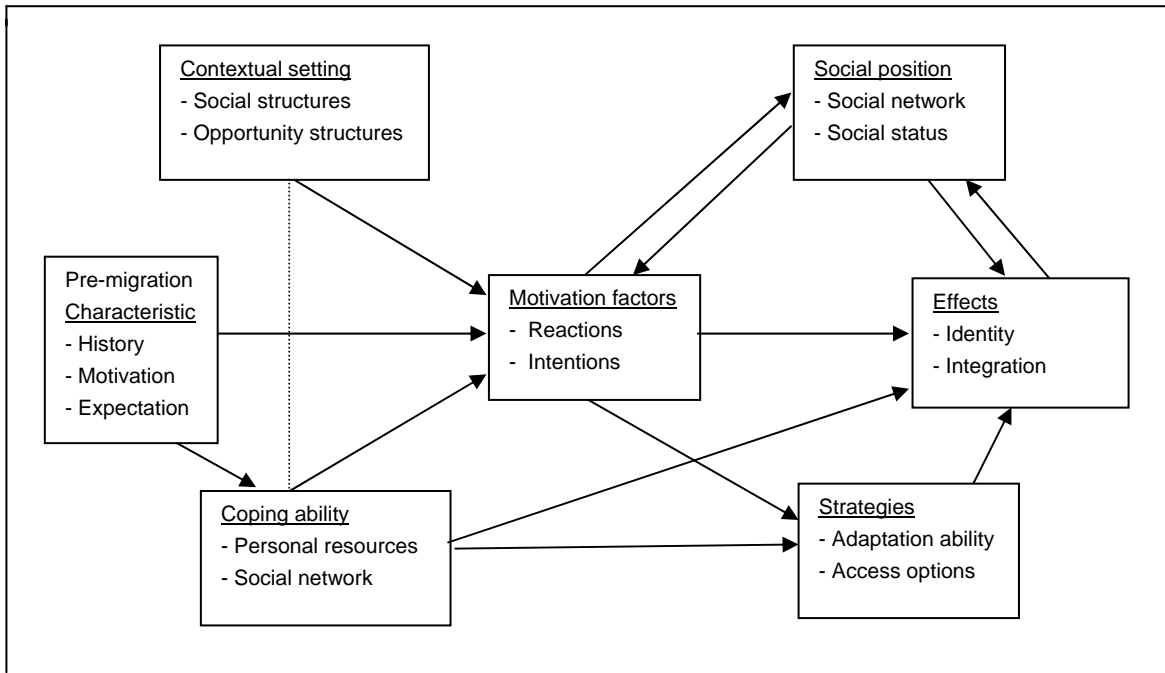 Contextual setting
- Social structures
- Opportunity structures
Social position
- Social network
- Social status
Pre-migration
Characteristic
- History
- Motivation
- Expectation
Motivation factors
- Reactions
- Intentions
Effects
- Identity
- Integration
Coping ability
- Personal resources
- Social network
Strategies
- Adaptation ability
- Access options